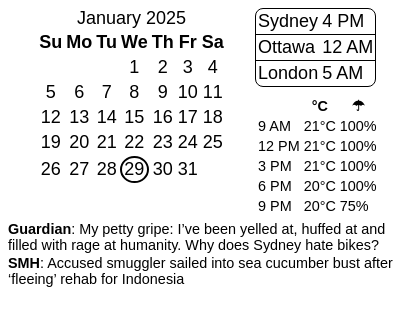 January 2025
Su Mo Tu We Th Fr Sa
1 2 3 4
5 6 7 8 9 10 11
12 13 14 15 16 17 18
19 20 21 22 23 24 25
26 27 28 29 30 31
Sydney 4 PM
Ottawa 12 AM
London 5 AM
°C ☂
9 AM 21°C 100%
12 PM 21°C 100%
3 PM 21°C 100%
6 PM 20°C 100%
9 PM 20°C 75%
Guardian: My petty gripe: I’ve been yelled at, huffed at and
filled with rage at humanity. Why does Sydney hate bikes?
SMH: Accused smuggler sailed into sea cucumber bust after
‘fleeing’ rehab for Indonesia